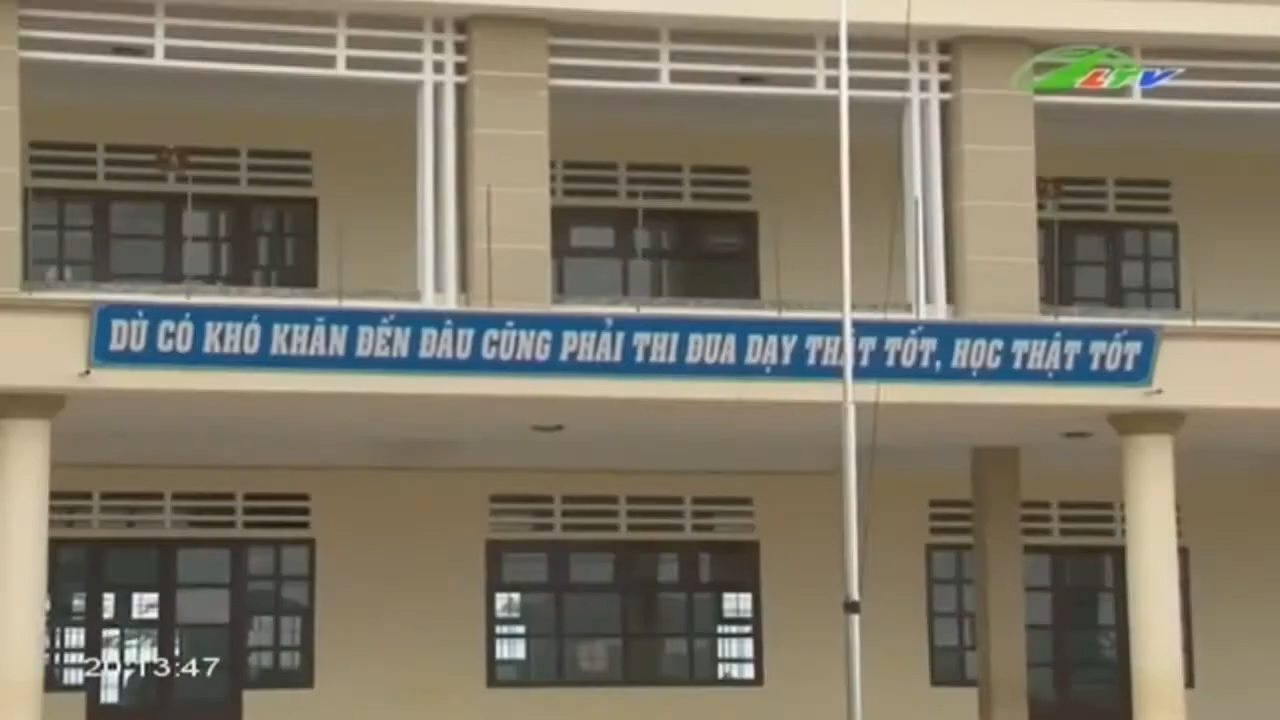 LTV
DÙ CÓ KHÓ KHĂN ĐẾN ĐÂU CŨNG PHẢI THI ĐUA DẠY THẬT TỐT, HỌC THẬT TỐT
20:13:47